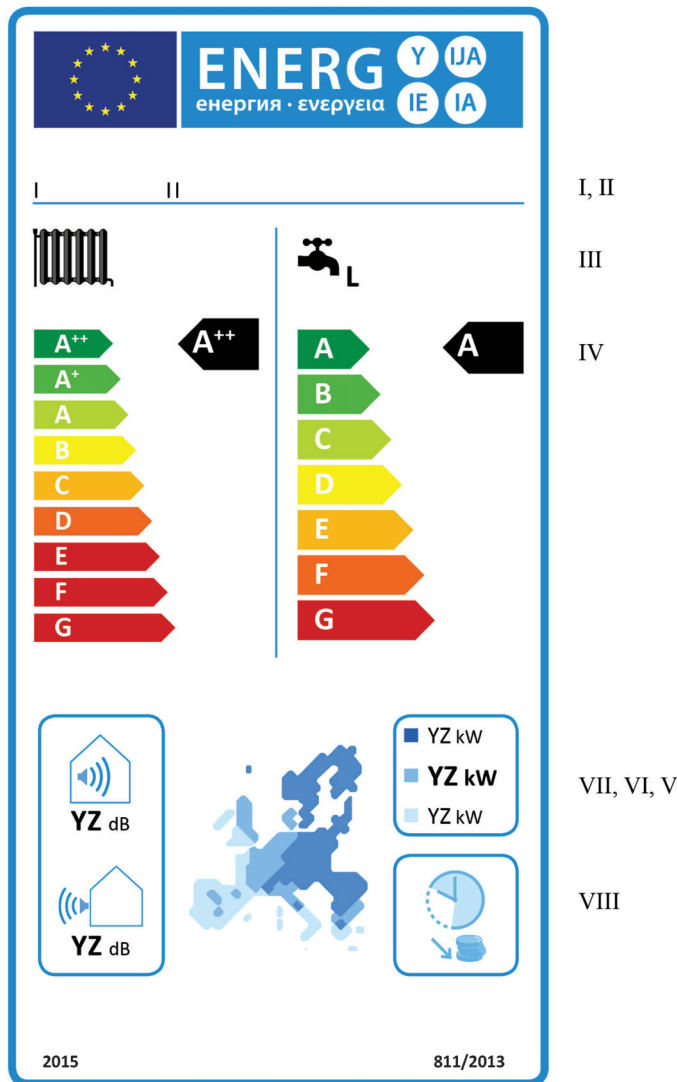 ENERG Y IJA
енергия · ενεργεια IE IA
I II I, II
III
L
A++ A++ A A IV
A+ B
A C
B D
C E
D F
E G
F
G
YZ kW
YZ kW VII, VI, V
YZ dB YZ kW
VIII
YZ dB
2015 811/2013